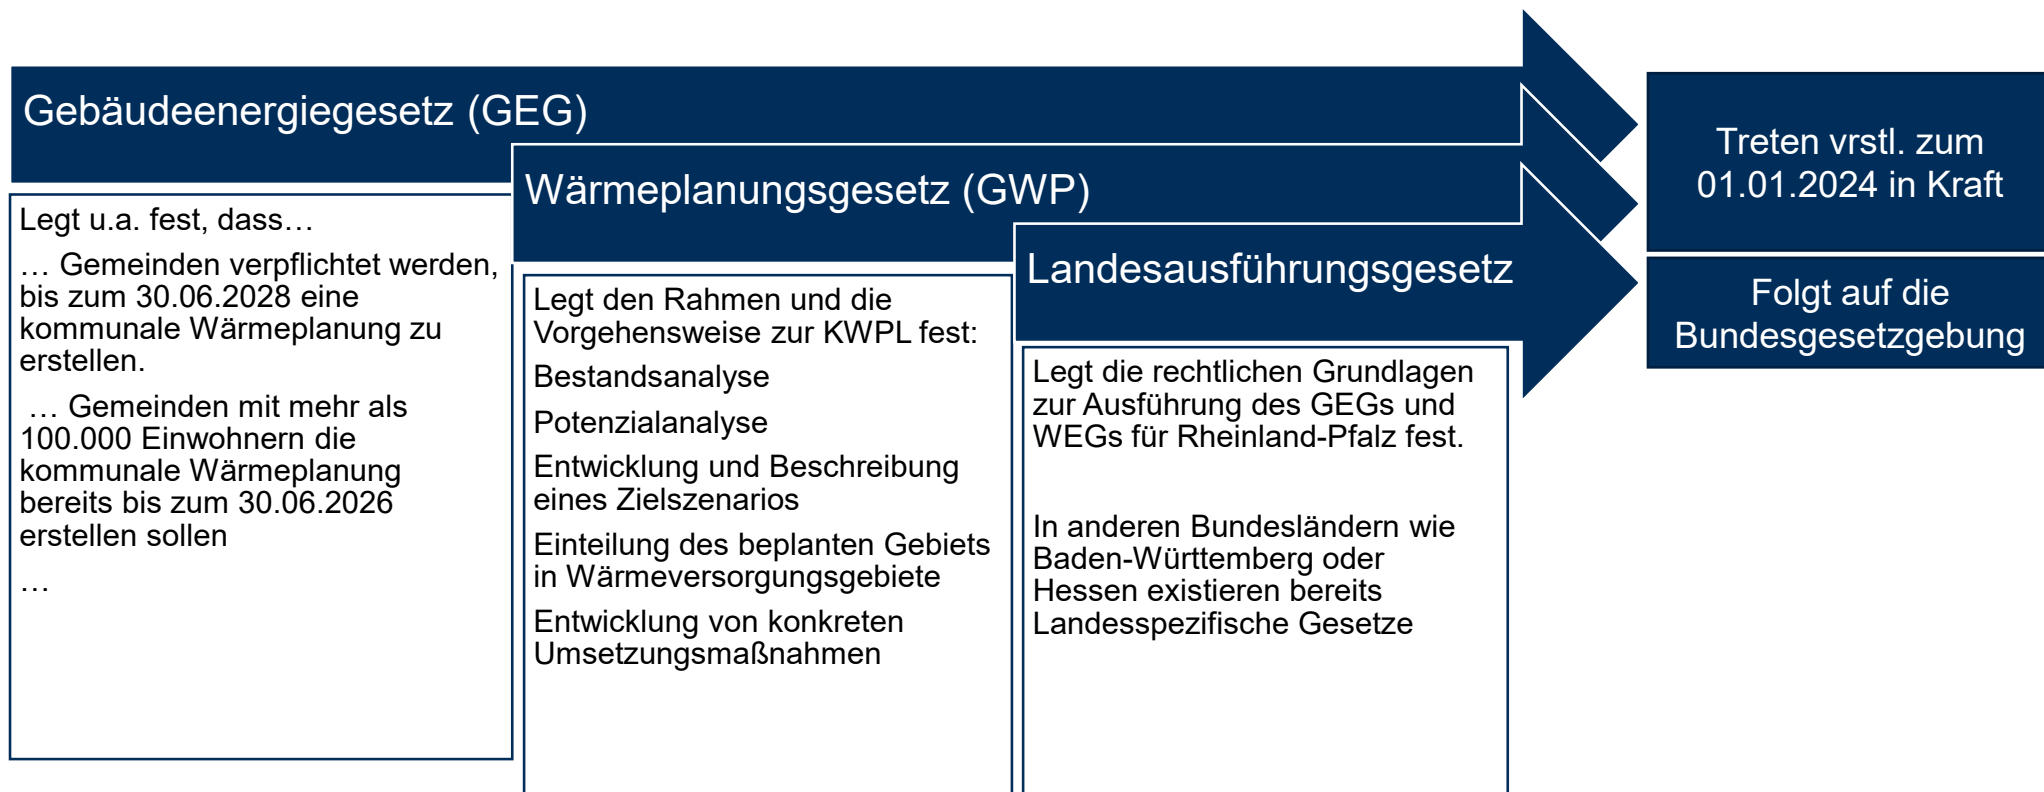 Gebäudeenergiegesetz (GEG)
Legt u.a. fest, dass…
… Gemeinden verpflichtet werden,
bis zum 30.06.2028 eine
kommunale Wärmeplanung zu
erstellen.
… Gemeinden mit mehr als
100.000 Einwohnern die
kommunale Wärmeplanung
bereits bis zum 30.06.2026
erstellen sollen
…
Wärmeplanungsgesetz (GWP)
Legt den Rahmen und die
Vorgehensweise zur KWPL fest:
Bestandsanalyse
Potenzialanalyse
Entwicklung und Beschreibung
eines Zielszenarios
Einteilung des beplanten Gebiets
in Wärmeversorgungsgebiete
Entwicklung von konkreten
Umsetzungsmaßnahmen
Landesausführungsgesetz
Legt die rechtlichen Grundlagen
zur Ausführung des GEGs und
WEGs für Rheinland-Pfalz fest.
In anderen Bundesländern wie
Baden-Württemberg oder
Hessen existieren bereits
Landesspezifische Gesetze
Treten vrstl. zum
01.01.2024 in Kraft
Folgt auf die
Bundesgesetzgebung